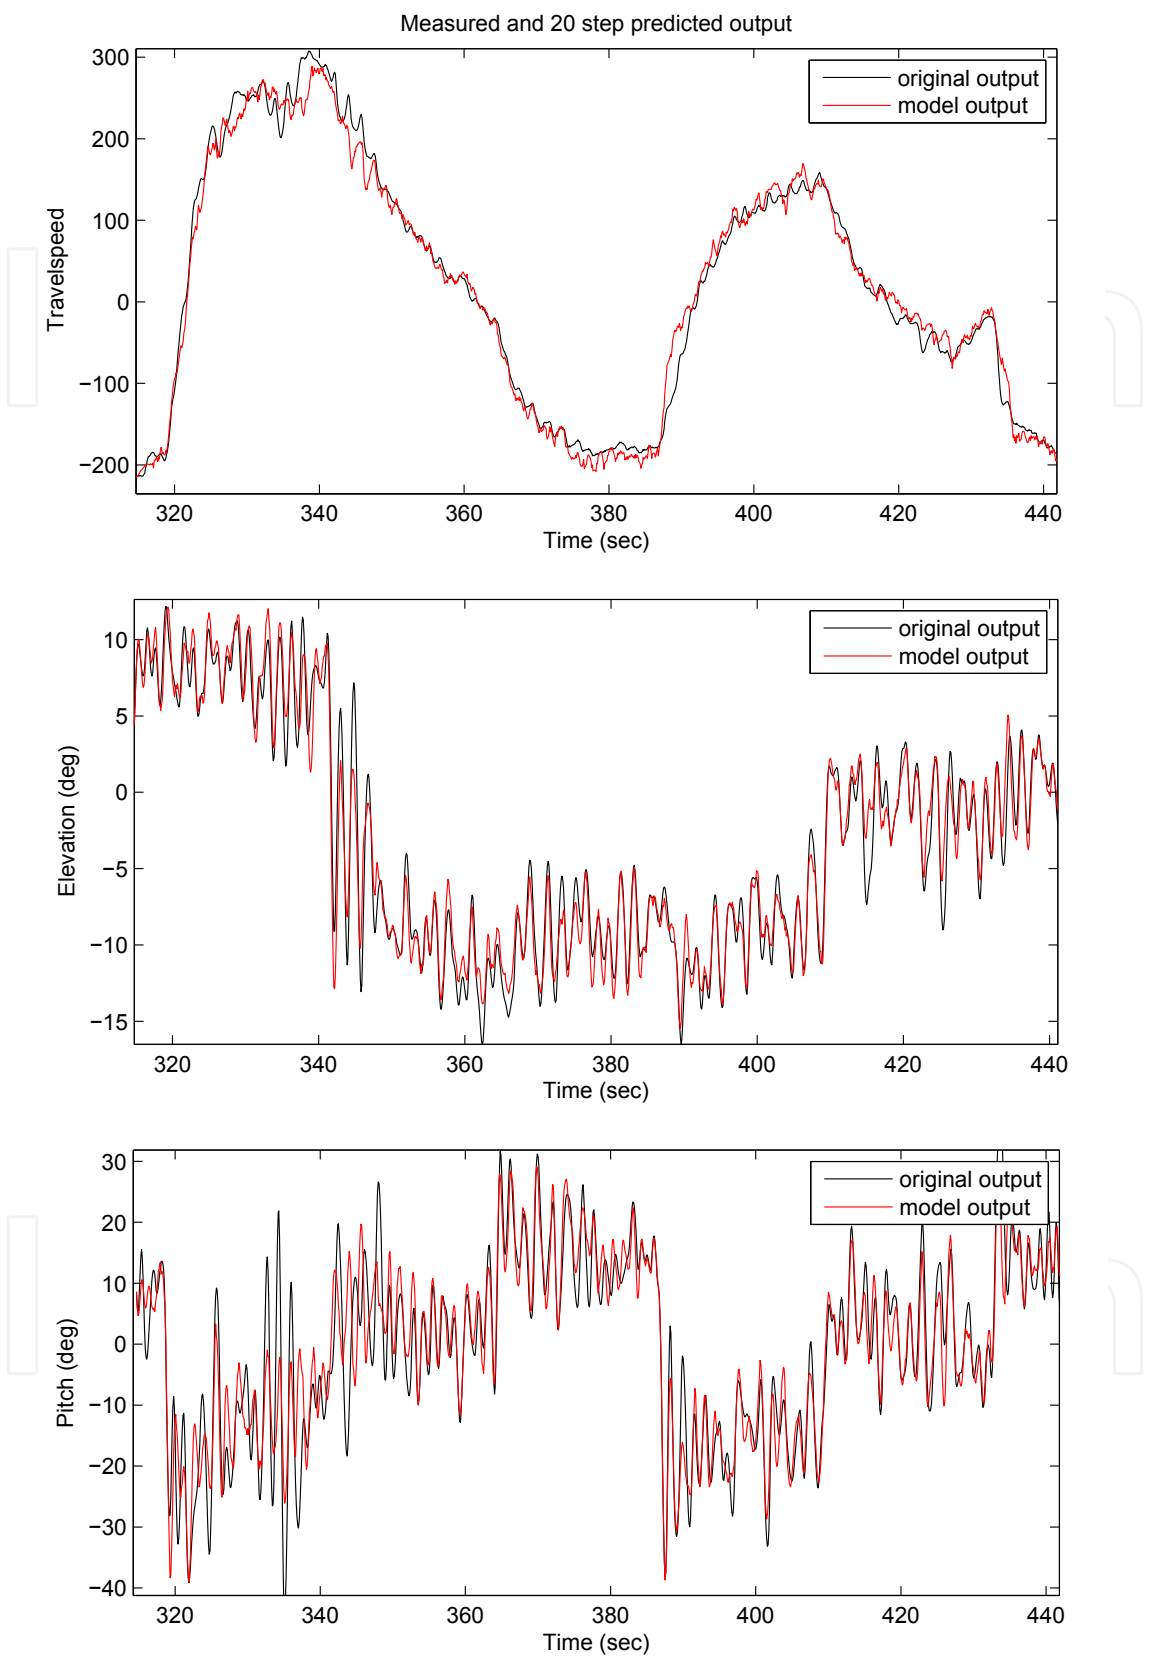 Measured and 20 step predicted output
300
200
100
0
−100
−200
Travelspeed
original output
model output
320 340 360 380 400 420 440
Time (sec)
10
5
0
−5
−10
−15
Elevation (deg)
original output
model output
320 340 360 380 400 420 440
Time (sec)
30
20
10
0
−10
−20
−30
−40
Pitch (deg)
original output
model output
320 340 360 380 400 420 440
Time (sec)